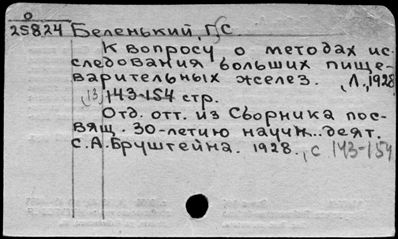 25824 Беленький, Г.С.
К вопросу о методах ис-
следования больших пище-
варительных желез. Л., 1928
143-154 стр.
Отд. отт. из Сборника пос-
вящ. 30-летию научн. деят.
С.А.Бруштейна. 1928., с 143-154